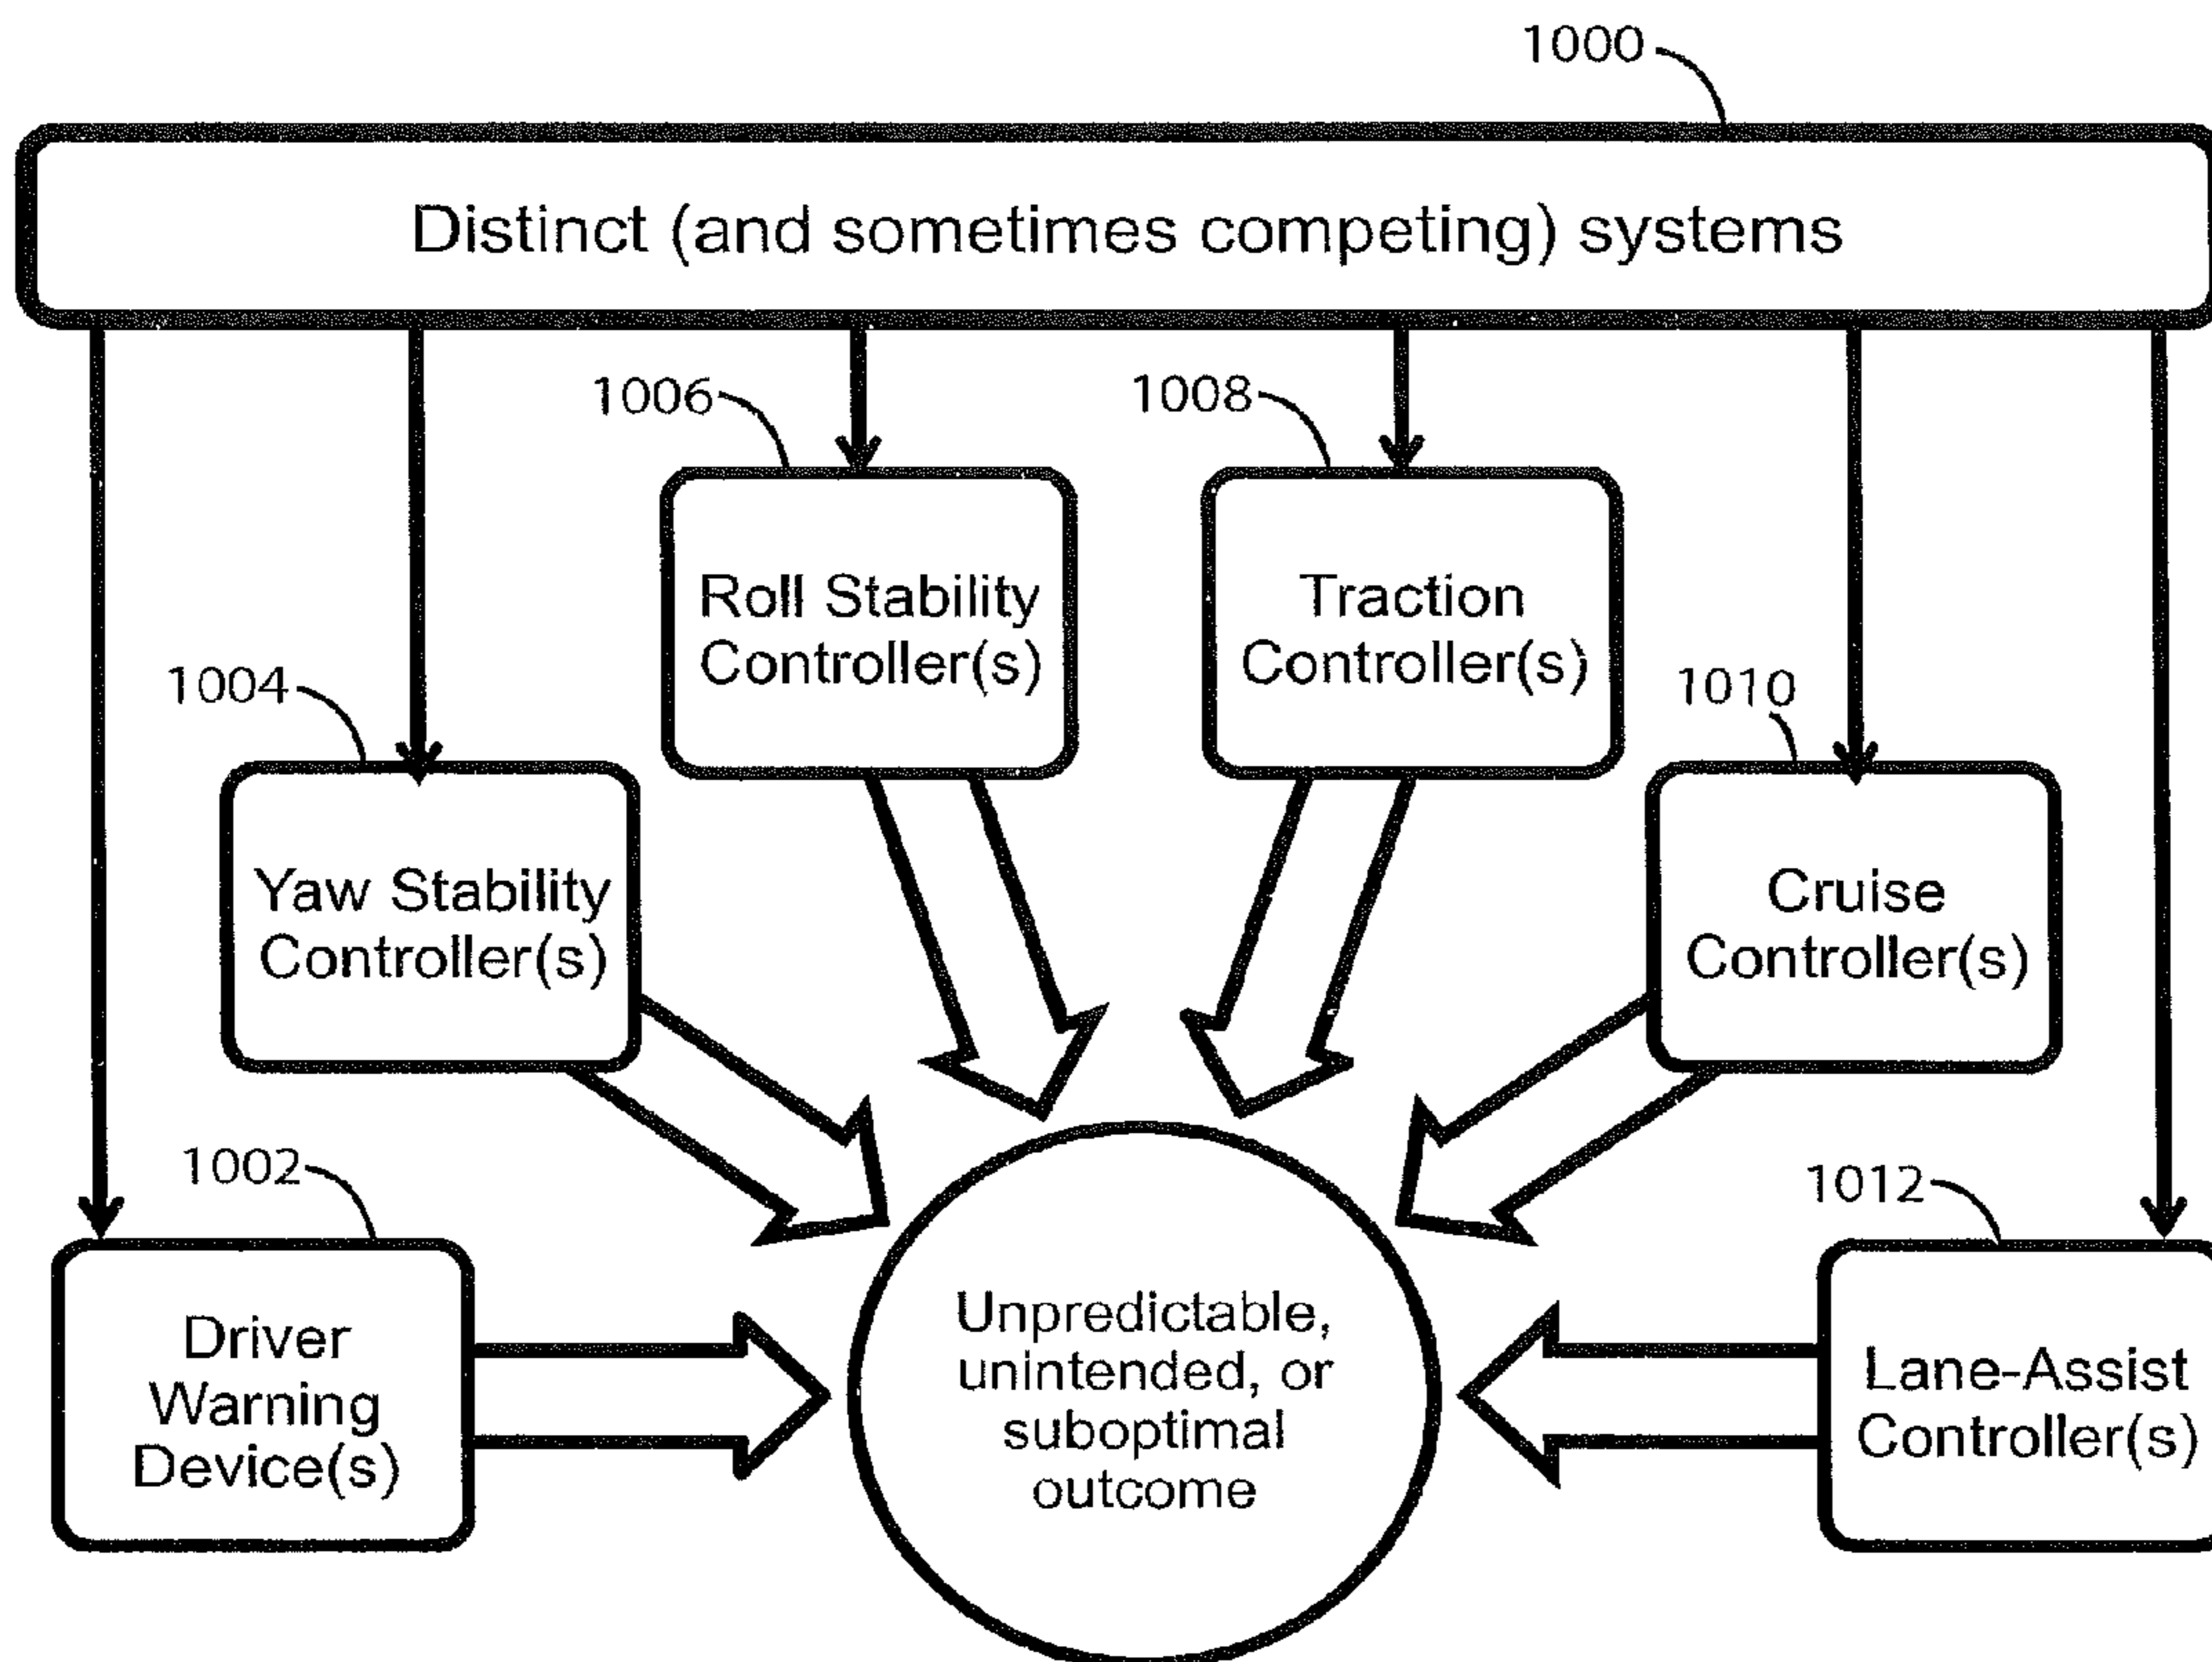 1000
Distinct (and sometimes competing) systems
1006
1008
Roll Stability
Controller(s)
Traction
Controller(s)
1004
1010
Yaw Stability
Controller(s)
Cruise
Controller(s)
1002
1012
Driver
Warning
Device(s)
Unpredictable,
unintended, or
suboptimal
outcome
Lane-Assist
Controller(s)